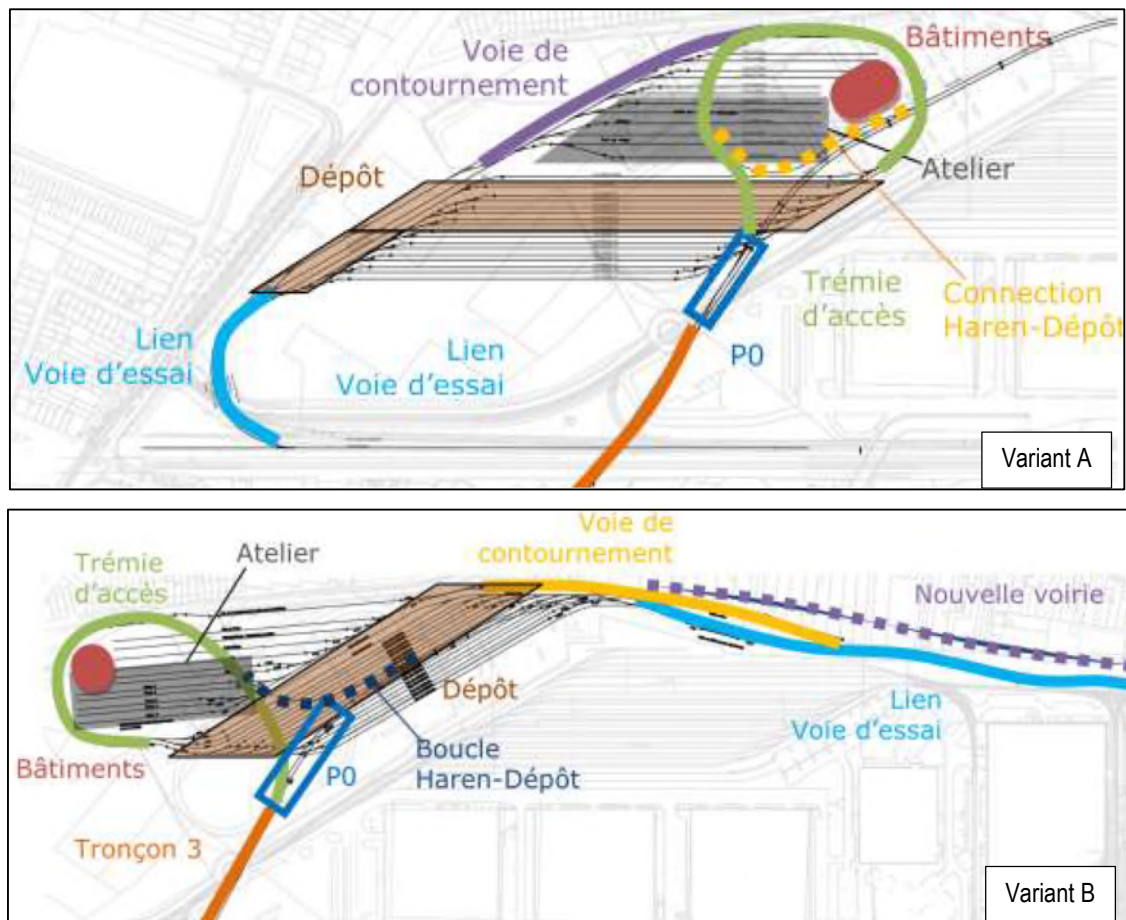 Voie de
contournement
Bâtiments
Dépôt
Atelier
Trémie
d'accès
Connection
Haren-Dépôt
Lien
Voie d'essai
Lien
Voie d'essai
P0
Variant A
Voie de
contournement
Trémie
d'accès
Atelier
Nouvelle voirie
Dépôt
Lien
Voie d'essai
Bâtiments
P0
Boucle
Haren-Dépôt
Tronçon 3
Variant B